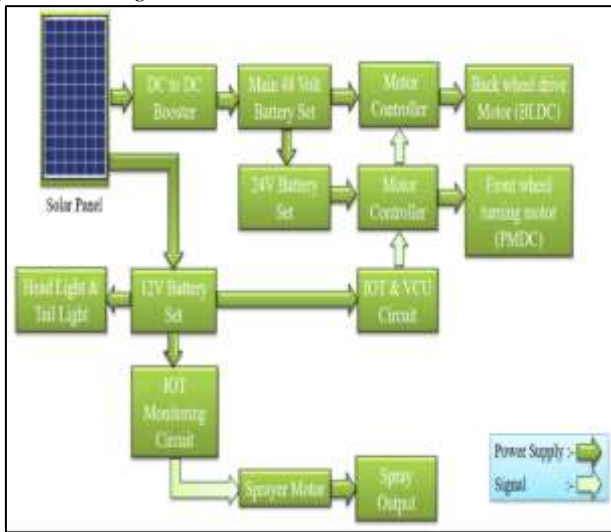 Solar Panel
DC to DC
Booster
Main 48 Volt
Battery Set
Motor
Controller
Back wheel drive
Motor (BLDC)
24V Battery
Set
Motor
Controller
Front wheel
turning motor
(PMDC)
Head Light &
Tail Light
12V Battery
Set
IOT & VCU
Circuit
IOT
Monitoring
Circuit
Sprayer Motor
Spray
Output
Power Supply :-
Signal :-